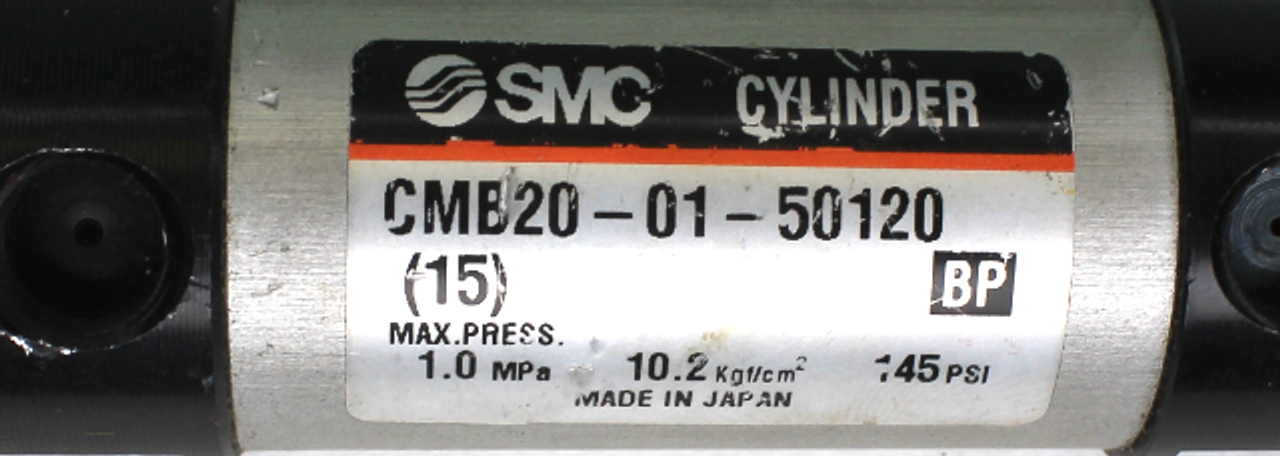 SMC CYLINDER
CMB20-01-50120
(15) BP
MAX.PRESS.
1.0 MPa 10.2 Kgf/cm² 145 PSI
MADE IN JAPAN